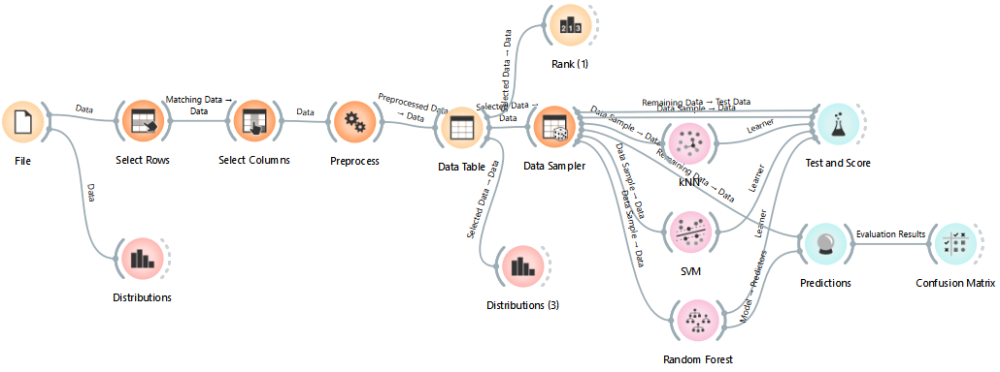 Rank (1)
Selected Data → Data
Data
Matching Data →
Data
Data
Preprocessed Data
→ Data
Selected Data →
Data
Remaining Data → Test Data
Data Sample → Data
Data Sample → Data
Learner
File
Select Rows
Select Columns
Preprocess
Data Table
Data Sampler
Test and Score
kNN
Data
Selected Data → Data
Data Sample → Data
Remaining Data → Data
Learner
Data Sample → Data
Learner
SVM
Evaluation Results
Predictions
Confusion Matrix
Distributions
Distributions (3)
Model → Predictors
Random Forest